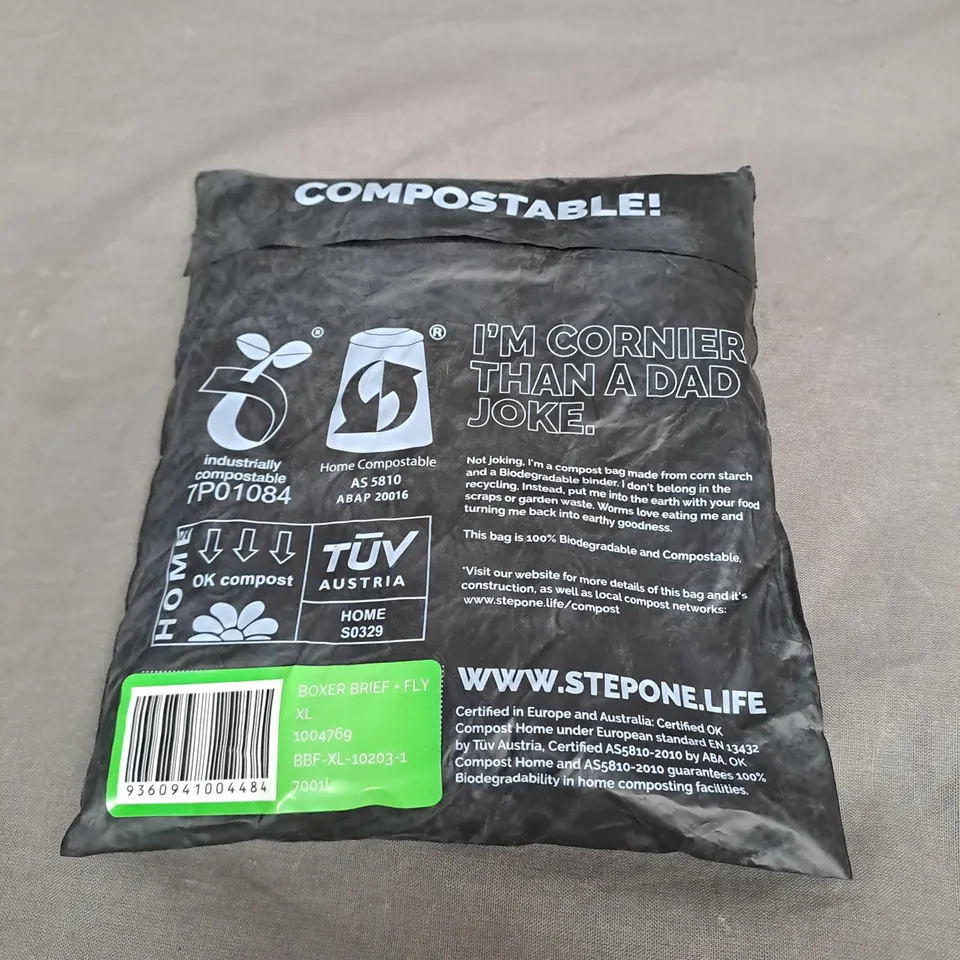 COMPOSTABLE!
®
industrially
compostable
7P01084
®
Home Compostable
AS 5810
ABAP 20016
I'M CORNIER
THAN A DAD
JOKE.
Not joking, I'm a compost bag made from corn starch
and a Biodegradable binder. I don't belong in the
recycling. Instead, put me into the earth with your food
scraps or garden waste. Worms love eating me and
turning me back into earthy goodness.
This bag is 100% Biodegradable and Compostable.
*Visit our website for more details of this bag and it's
construction, as well as local compost networks:
www.stepone.life/compost
HOME
OK compost
TÜV
AUSTRIA
HOME
S0329
BOXER BRIEF • FLY
XL
1004769
BBF-XL-10203-1
7001L
9360941004484
WWW.STEPONE.LIFE
Certified in Europe and Australia: Certified OK
Compost Home under European standard EN 13432
by Tüv Austria, Certified AS5810-2010 by ABA. OK
Compost Home and AS5810-2010 guarantees 100%
Biodegradability in home composting facilities.